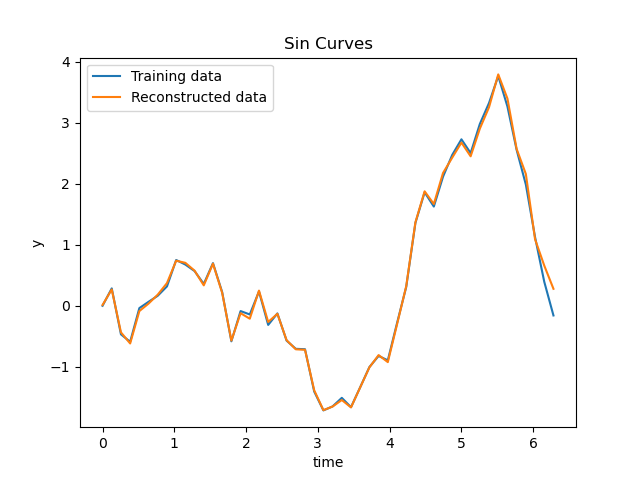 Sin Curves
Training data
Reconstructed data
4
3
2
1
0
−1
y
0 1 2 3 4 5 6
time